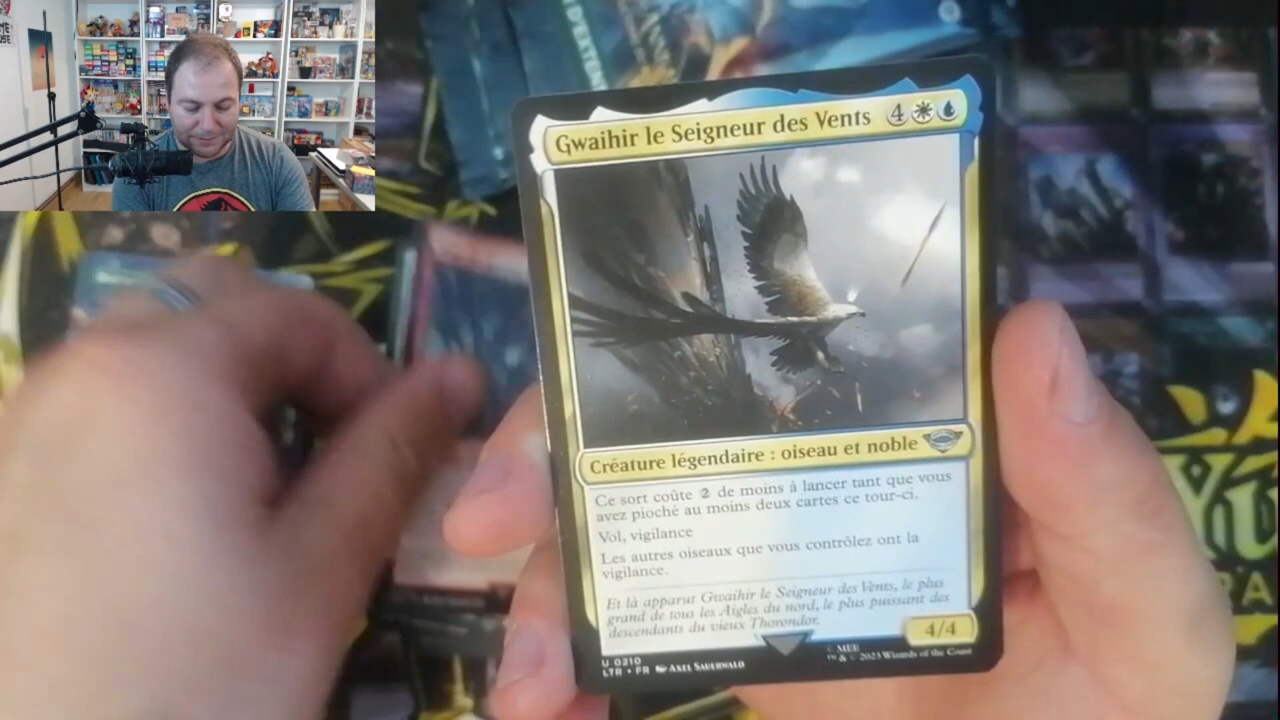 Gwaihir le Seigneur des Vents 4
Créature légendaire : oiseau et noble
Ce sort coûte 2 de moins à lancer tant que vous
avez pioché au moins deux cartes ce tour-ci.
Vol, vigilance
Les autres oiseaux que vous contrôlez ont la
vigilance.
Et là apparut Gwaihir le Seigneur des Vents, le plus
grand de tous les Aigles du nord, le plus puissant des
descendants du vieux Thorondor.
4/4
U 0210
LTR • FR Axel Sauerwald
© MEE
™ & © 2023 Wizards of the Coast